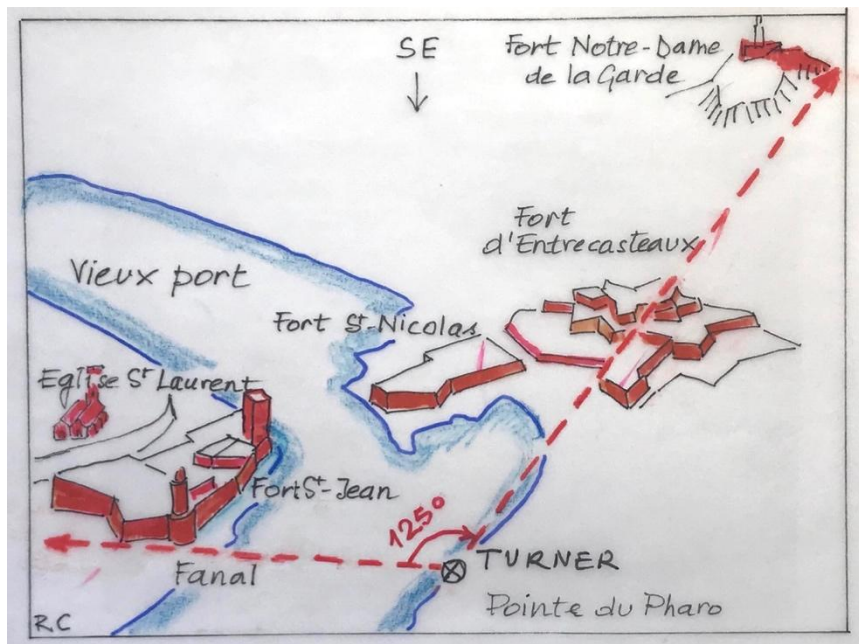 SE
Fort Notre-Dame
de la Garde
Fort
d'Entrecasteaux
Vieux port
Fort St-Nicolas
Eglise St Laurent
Fort St-Jean
125°
TURNER
Fanal
Pointe du Pharo
R.C